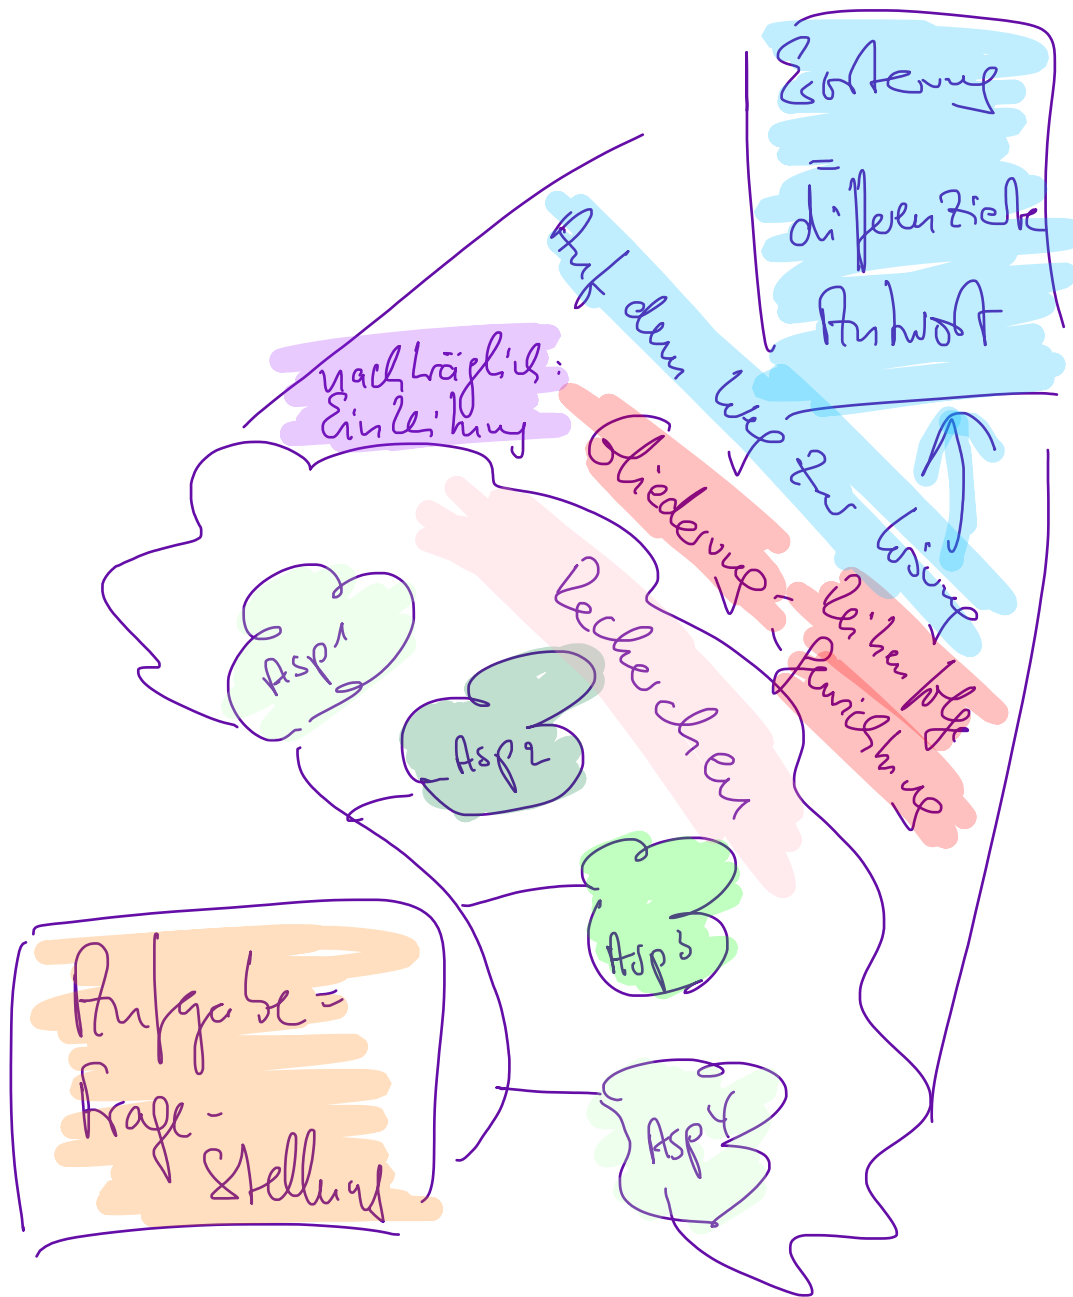 Erörterung
=
differenzierte
Antwort
Auf dem Weg zur Lösung
nachträglich:
Einleitung
Gliederung - Reihenfolge
- Gewichtung
Recherchen
Asp 1
Asp 2
Asp 3
Asp 4
Aufgabe =
Frage-
stellung